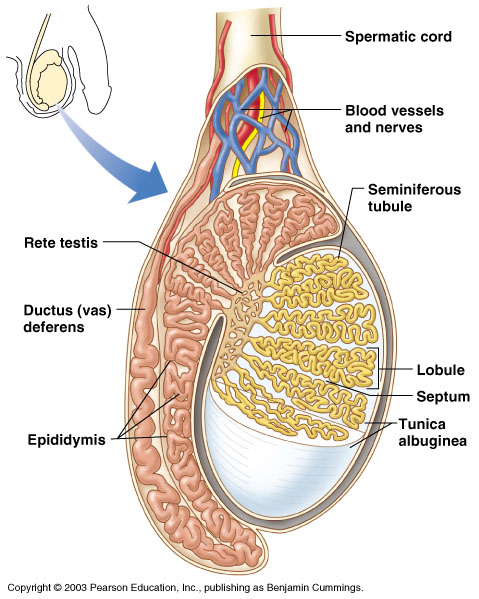 Spermatic cord
Blood vessels
and nerves
Seminiferous
tubule
Rete testis
Ductus (vas)
deferens
Lobule
Septum
Tunica
albuginea
Epididymis
Copyright © 2003 Pearson Education, Inc., publishing as Benjamin Cummings.